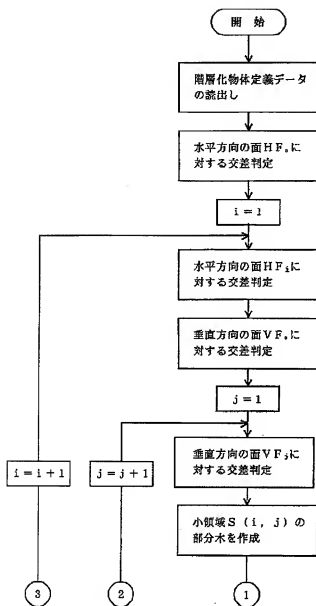 開 始
階層化物体定義データ
の読出し
水平方向の面HF₀に
対する交差判定
i=1
水平方向の面HFᵢに
対する交差判定
垂直方向の面VF₀に
対する交差判定
j=1
垂直方向の面VFⱼに
対する交差判定
i=i+1
j=j+1
小領域S (i, j) の
部分木を作成
3
2
1